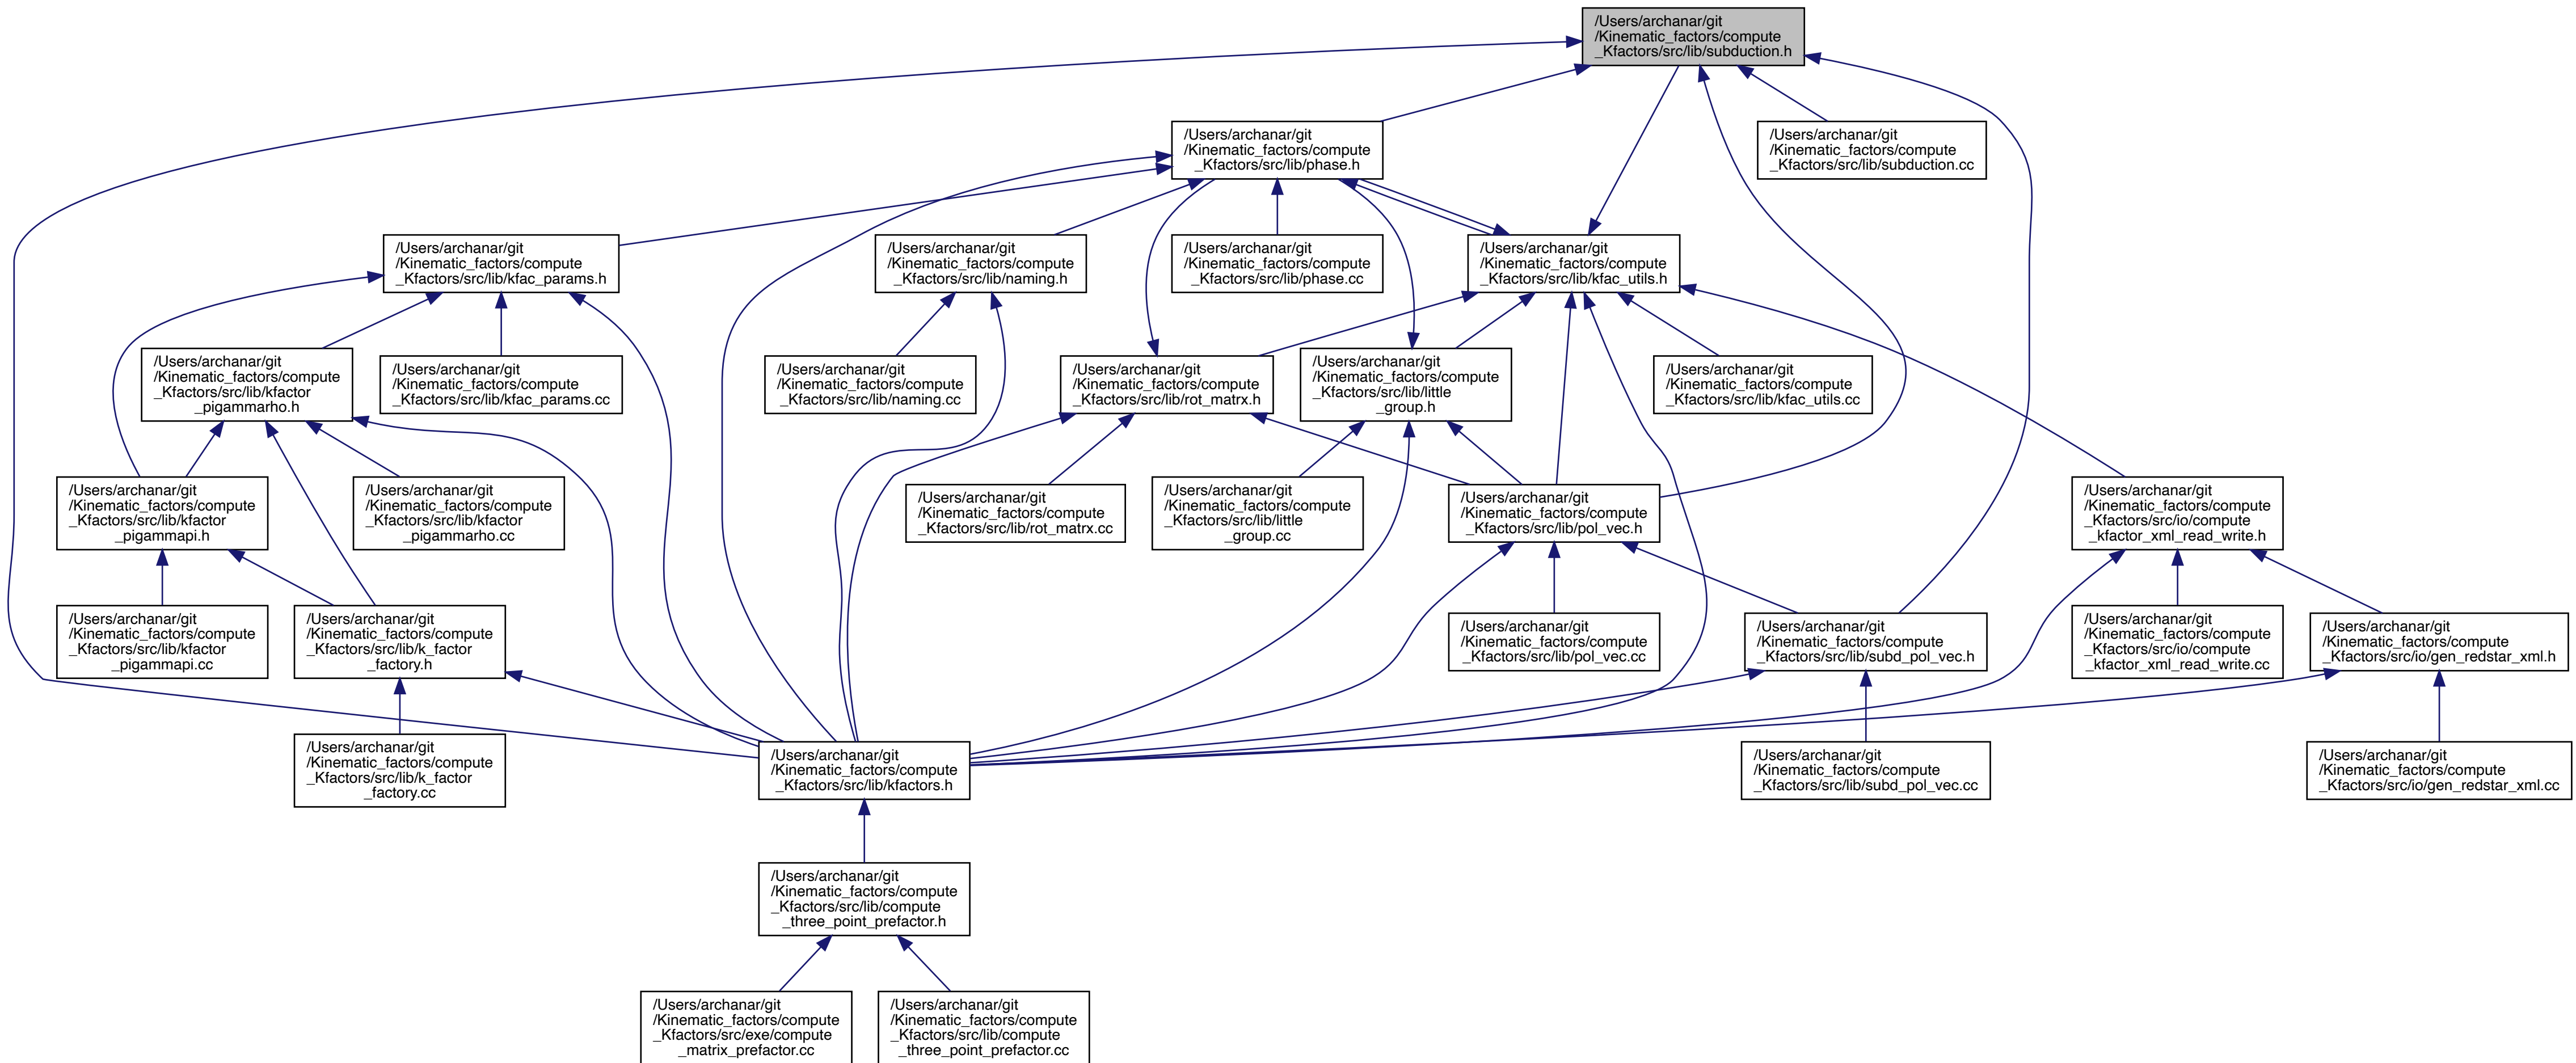 /Users/archanar/git
/Kinematic_factors/compute
_Kfactors/src/lib/subduction.h
/Users/archanar/git
/Kinematic_factors/compute
_Kfactors/src/lib/phase.h
/Users/archanar/git
/Kinematic_factors/compute
_Kfactors/src/lib/subduction.cc
/Users/archanar/git
/Kinematic_factors/compute
_Kfactors/src/lib/kfac_params.h
/Users/archanar/git
/Kinematic_factors/compute
_Kfactors/src/lib/naming.h
/Users/archanar/git
/Kinematic_factors/compute
_Kfactors/src/lib/phase.cc
/Users/archanar/git
/Kinematic_factors/compute
_Kfactors/src/lib/kfac_utils.h
/Users/archanar/git
/Kinematic_factors/compute
_Kfactors/src/lib/kfactor
_pigammarho.h
/Users/archanar/git
/Kinematic_factors/compute
_Kfactors/src/lib/kfac_params.cc
/Users/archanar/git
/Kinematic_factors/compute
_Kfactors/src/lib/naming.cc
/Users/archanar/git
/Kinematic_factors/compute
_Kfactors/src/lib/rot_matrx.h
/Users/archanar/git
/Kinematic_factors/compute
_Kfactors/src/lib/little
_group.h
/Users/archanar/git
/Kinematic_factors/compute
_Kfactors/src/lib/kfac_utils.cc
/Users/archanar/git
/Kinematic_factors/compute
_Kfactors/src/lib/kfactor
_pigammapi.h
/Users/archanar/git
/Kinematic_factors/compute
_Kfactors/src/lib/kfactor
_pigammarho.cc
/Users/archanar/git
/Kinematic_factors/compute
_Kfactors/src/lib/rot_matrx.cc
/Users/archanar/git
/Kinematic_factors/compute
_Kfactors/src/lib/little
_group.cc
/Users/archanar/git
/Kinematic_factors/compute
_Kfactors/src/lib/pol_vec.h
/Users/archanar/git
/Kinematic_factors/compute
_Kfactors/src/io/compute
_kfactor_xml_read_write.h
/Users/archanar/git
/Kinematic_factors/compute
_Kfactors/src/lib/kfactor
_pigammapi.cc
/Users/archanar/git
/Kinematic_factors/compute
_Kfactors/src/lib/k_factor
_factory.h
/Users/archanar/git
/Kinematic_factors/compute
_Kfactors/src/lib/pol_vec.cc
/Users/archanar/git
/Kinematic_factors/compute
_Kfactors/src/lib/subd_pol_vec.h
/Users/archanar/git
/Kinematic_factors/compute
_Kfactors/src/io/compute
_kfactor_xml_read_write.cc
/Users/archanar/git
/Kinematic_factors/compute
_Kfactors/src/io/gen_redstar_xml.h
/Users/archanar/git
/Kinematic_factors/compute
_Kfactors/src/lib/k_factor
_factory.cc
/Users/archanar/git
/Kinematic_factors/compute
_Kfactors/src/lib/kfactors.h
/Users/archanar/git
/Kinematic_factors/compute
_Kfactors/src/lib/subd_pol_vec.cc
/Users/archanar/git
/Kinematic_factors/compute
_Kfactors/src/io/gen_redstar_xml.cc
/Users/archanar/git
/Kinematic_factors/compute
_Kfactors/src/lib/compute
_three_point_prefactor.h
/Users/archanar/git
/Kinematic_factors/compute
_Kfactors/src/exe/compute
_matrix_prefactor.cc
/Users/archanar/git
/Kinematic_factors/compute
_Kfactors/src/lib/compute
_three_point_prefactor.cc